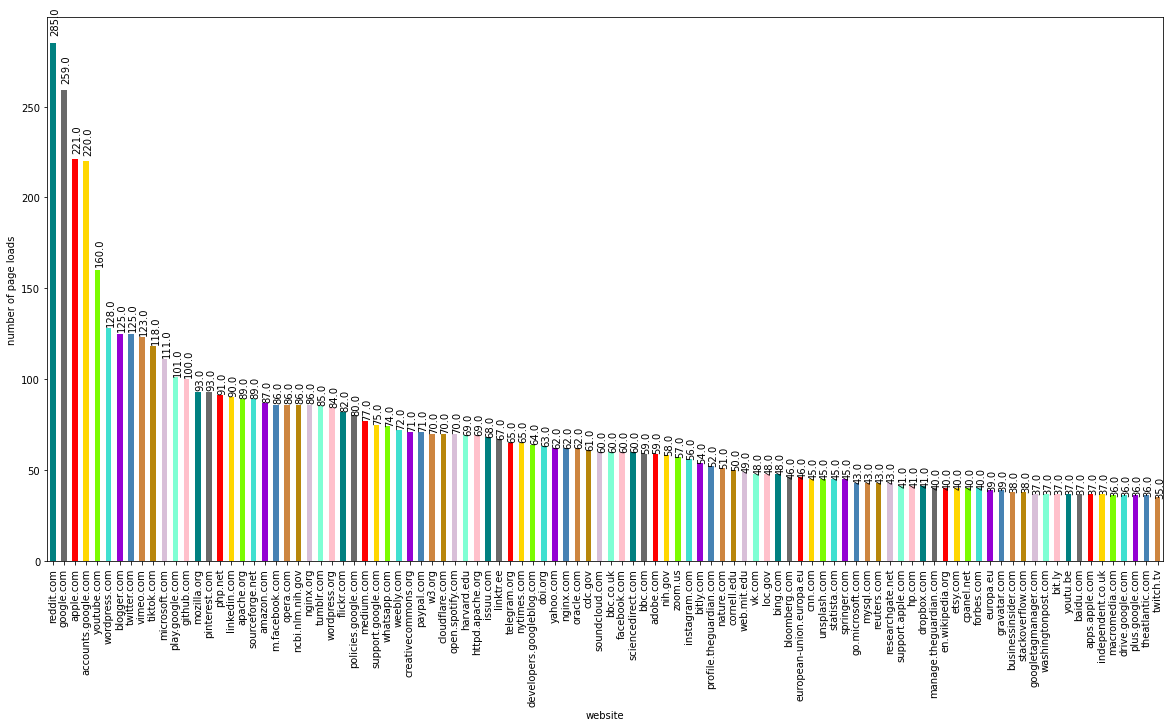 number of page loads
250
200
150
100
50
0
285.0
259.0
221.0
220.0
160.0
128.0
125.0
125.0
123.0
118.0
111.0
101.0
100.0
93.0
93.0
91.0
90.0
89.0
89.0
87.0
86.0
86.0
86.0
86.0
85.0
84.0
82.0
80.0
77.0
75.0
74.0
72.0
71.0
71.0
70.0
70.0
70.0
69.0
69.0
68.0
67.0
65.0
65.0
64.0
63.0
62.0
62.0
62.0
61.0
60.0
60.0
60.0
60.0
59.0
59.0
58.0
57.0
56.0
54.0
52.0
51.0
50.0
49.0
48.0
48.0
48.0
46.0
46.0
45.0
45.0
45.0
45.0
43.0
43.0
43.0
43.0
41.0
41.0
41.0
40.0
40.0
40.0
40.0
40.0
39.0
39.0
38.0
38.0
37.0
37.0
37.0
37.0
37.0
37.0
37.0
36.0
36.0
36.0
36.0
35.0
reddit.com
google.com
apple.com
accounts.google.com
youtube.com
wordpress.com
blogger.com
twitter.com
vimeo.com
tiktok.com
microsoft.com
play.google.com
github.com
mozilla.org
pinterest.com
php.net
linkedin.com
apache.org
sourceforge.net
amazon.com
m.facebook.com
opera.com
ncbi.nlm.nih.gov
nginx.org
tumblr.com
wordpress.org
flickr.com
policies.google.com
medium.com
support.google.com
whatsapp.com
weebly.com
creativecommons.org
paypal.com
w3.org
cloudflare.com
open.spotify.com
harvard.edu
httpd.apache.org
issuu.com
linktr.ee
telegram.org
nytimes.com
developers.googleblog.com
doi.org
yahoo.com
nginx.com
oracle.com
cdc.gov
soundcloud.com
bbc.co.uk
facebook.com
sciencedirect.com
bbc.com
adobe.com
nih.gov
zoom.us
instagram.com
bitly.com
profile.theguardian.com
nature.com
cornell.edu
web.mit.edu
vk.com
loc.gov
bing.com
bloomberg.com
european-union.europa.eu
cnn.com
unsplash.com
statista.com
springer.com
go.microsoft.com
mysql.com
reuters.com
researchgate.net
support.apple.com
hp.com
dropbox.com
manage.theguardian.com
en.wikipedia.org
etsy.com
cpanel.net
forbes.com
europa.eu
gravatar.com
businessinsider.com
stackoverflow.com
googletagmanager.com
washingtonpost.com
bit.ly
youtu.be
baidu.com
apps.apple.com
independent.co.uk
macromedia.com
drive.google.com
plus.google.com
theatlantic.com
twitch.tv
website